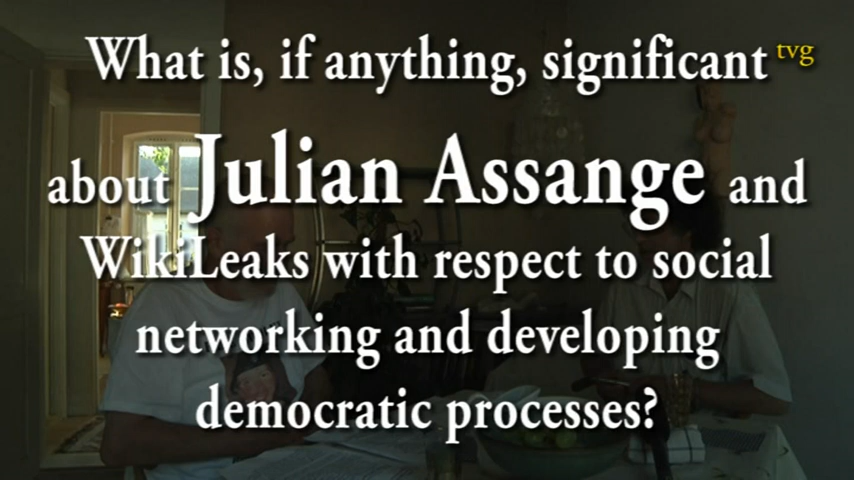 What is, if anything, significant tvg
about Julian Assange and
WikiLeaks with respect to social
networking and developing
democratic processes?